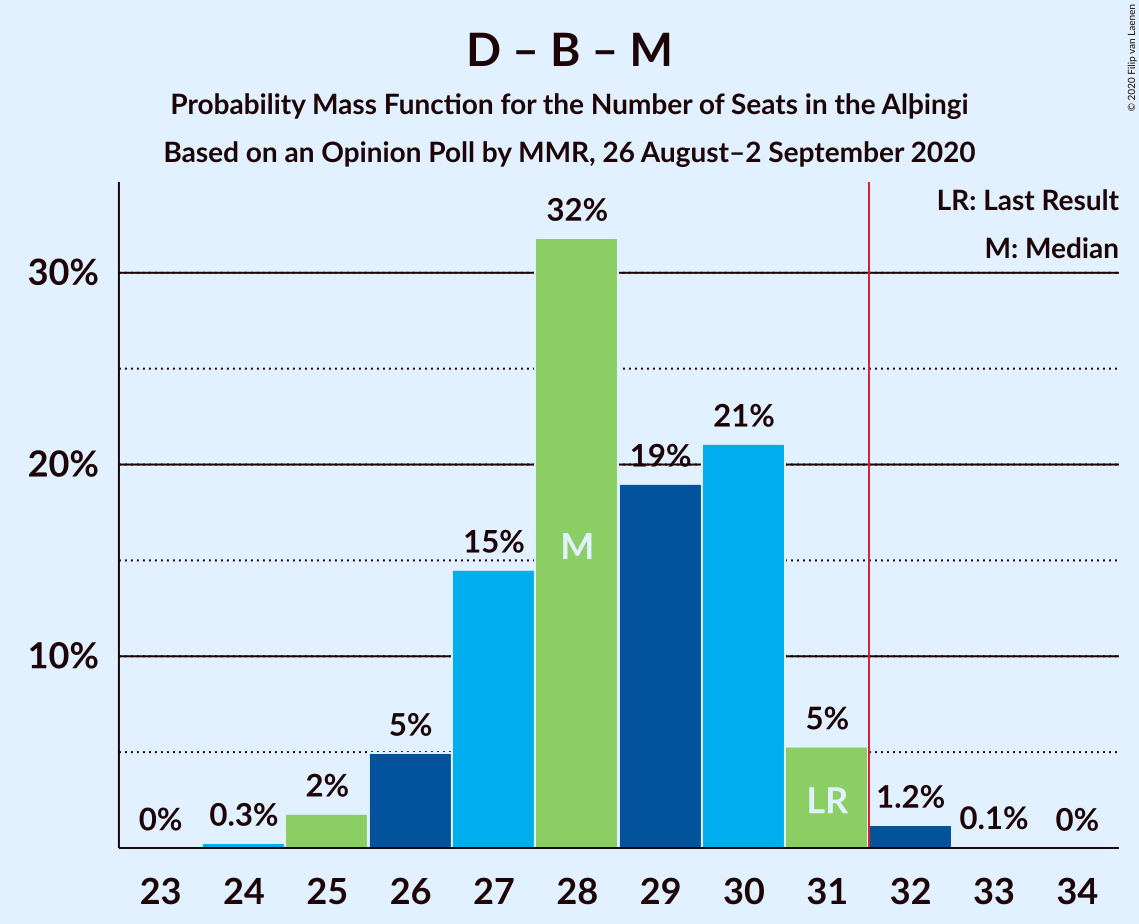 D – B – M
Probability Mass Function for the Number of Seats in the Alþingi
Based on an Opinion Poll by MMR, 26 August–2 September 2020
© 2020 Filip van Laenen
LR: Last Result
M: Median
30%
20%
10%
0%
0.3%
2%
5%
15%
32%
19%
21%
5%
1.2%
0.1%
0%
M
LR
23 24 25 26 27 28 29 30 31 32 33 34